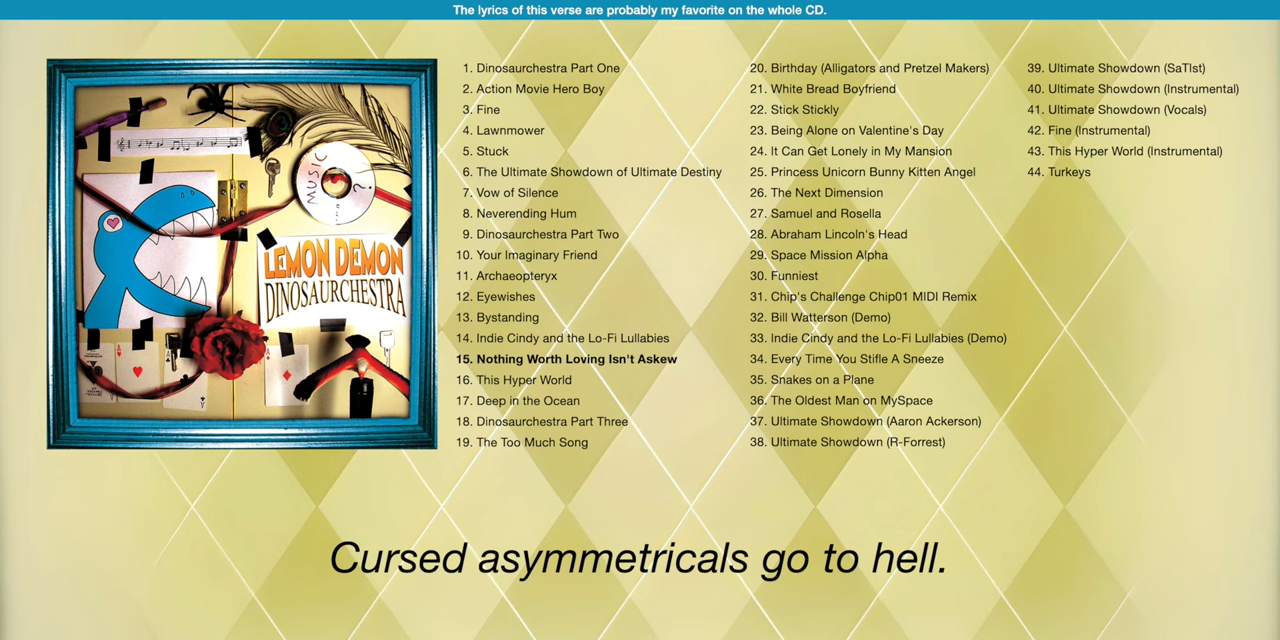 The lyrics of this verse are probably my favorite on the whole CD.
MUSIC
LEMON DEMON
DINOSAURCHESTRA
1. Dinosaurchestra Part One
2. Action Movie Hero Boy
3. Fine
4. Lawnmower
5. Stuck
6. The Ultimate Showdown of Ultimate Destiny
7. Vow of Silence
8. Neverending Hum
9. Dinosaurchestra Part Two
10. Your Imaginary Friend
11. Archaeopteryx
12. Eyewishes
13. Bystanding
14. Indie Cindy and the Lo-Fi Lullabies
15. Nothing Worth Loving Isn't Askew
16. This Hyper World
17. Deep in the Ocean
18. Dinosaurchestra Part Three
19. The Too Much Song
20. Birthday (Alligators and Pretzel Makers)
21. White Bread Boyfriend
22. Stick Stickly
23. Being Alone on Valentine's Day
24. It Can Get Lonely in My Mansion
25. Princess Unicorn Bunny Kitten Angel
26. The Next Dimension
27. Samuel and Rosella
28. Abraham Lincoln's Head
29. Space Mission Alpha
30. Funniest
31. Chip's Challenge Chip01 MIDI Remix
32. Bill Watterson (Demo)
33. Indie Cindy and the Lo-Fi Lullabies (Demo)
34. Every Time You Stifle A Sneeze
35. Snakes on a Plane
36. The Oldest Man on MySpace
37. Ultimate Showdown (Aaron Ackerson)
38. Ultimate Showdown (R-Forrest)
39. Ultimate Showdown (SaTIst)
40. Ultimate Showdown (Instrumental)
41. Ultimate Showdown (Vocals)
42. Fine (Instrumental)
43. This Hyper World (Instrumental)
44. Turkeys
Cursed asymmetricals go to hell.